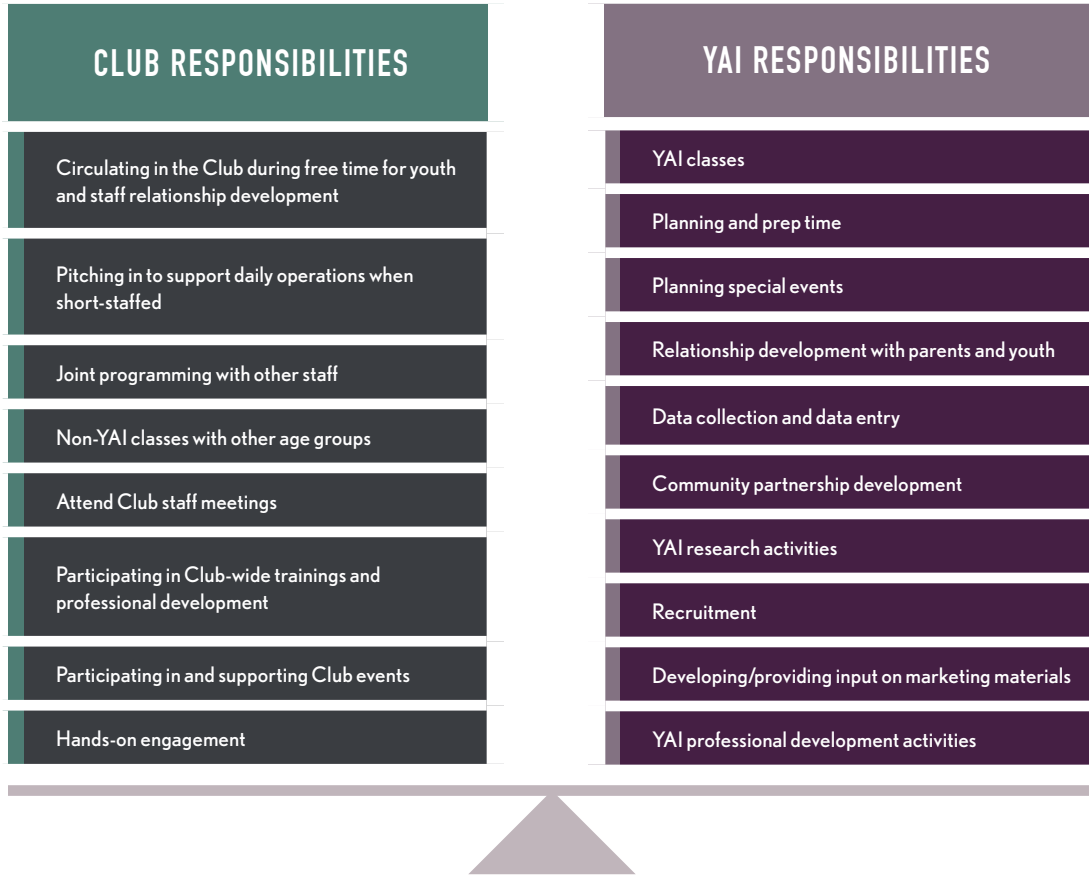 CLUB RESPONSIBILITIES
Circulating in the Club during free time for youth
and staff relationship development
Pitching in to support daily operations when
short-staffed
Joint programming with other staff
Non-YAI classes with other age groups
Attend Club staff meetings
Participating in Club-wide trainings and
professional development
Participating in and supporting Club events
Hands-on engagement
YAI RESPONSIBILITIES
YAI classes
Planning and prep time
Planning special events
Relationship development with parents and youth
Data collection and data entry
Community partnership development
YAI research activities
Recruitment
Developing/providing input on marketing materials
YAI professional development activities